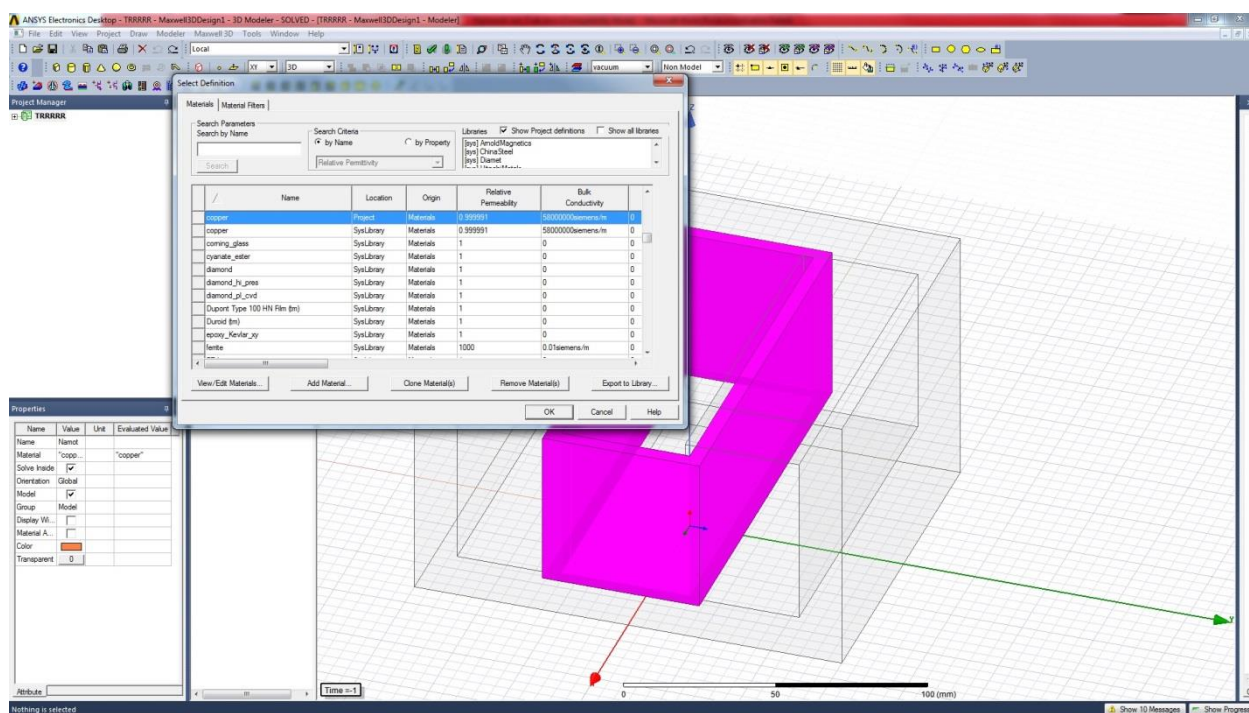 ANSYS Electronics Desktop - TRRRRR - Maxwell3DDesign1 - 3D Modeler - SOLVED - [TRRRRR - Maxwell3DDesign1 - Modeler]
File Edit View Project Draw Modeler Maxwell 3D Tools Window Help
Local
XY 3D vacuum Non Model
Project Manager
TRRRRR
Select Definition
Materials Material Filters
Search Parameters
Search by Name
Search
Search Criteria
by Name by Property
Relative Permittivity
Libraries Show Project definitions Show all libraries
[sys] ArnoldMagnetics
[sys] ChinaSteel
[sys] Diamet
/ Name Location Origin Relative Permeability Bulk Conductivity
copper Project Materials 0.999991 58000000siemens/m 0
copper SysLibrary Materials 0.999991 58000000siemens/m 0
corning_glass SysLibrary Materials 1 0 0
cyanate_ester SysLibrary Materials 1 0 0
diamond SysLibrary Materials 1 0 0
diamond_hi_pres SysLibrary Materials 1 0 0
diamond_pl_cvd SysLibrary Materials 1 0 0
Dupont Type 100 HN Film (tm) SysLibrary Materials 1 0 0
Duroid (tm) SysLibrary Materials 1 0 0
epoxy_Kevlar_xy SysLibrary Materials 1 0 0
ferrite SysLibrary Materials 1000 0.01siemens/m 0
View/Edit Materials... Add Material... Clone Material(s) Remove Material(s) Export to Library...
OK Cancel Help
Properties
Name Value Unit Evaluated Value
Name Namot
Material "copp... "copper"
Solve Inside
Orientation Global
Model
Group Model
Display Wi...
Material A...
Color
Transparent 0
Attribute
Z
Y
Time =-1
0 50 100 (mm)
Nothing is selected
Show 10 Messages Show Progress